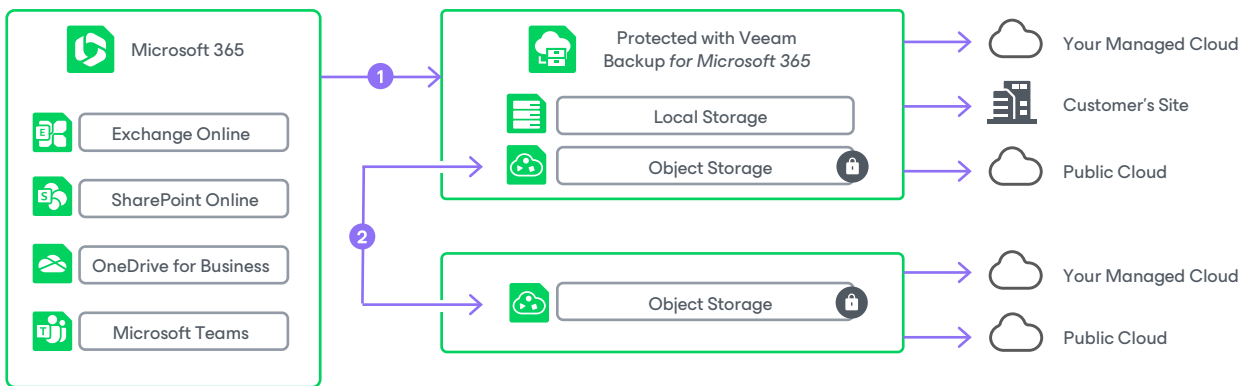 Microsoft 365
Exchange Online
E
SharePoint Online
S
OneDrive for Business
Microsoft Teams
T
1
2
Protected with Veeam
Backup for Microsoft 365
Local Storage
Object Storage
Your Managed Cloud
Customer's Site
Public Cloud
Object Storage
Your Managed Cloud
Public Cloud